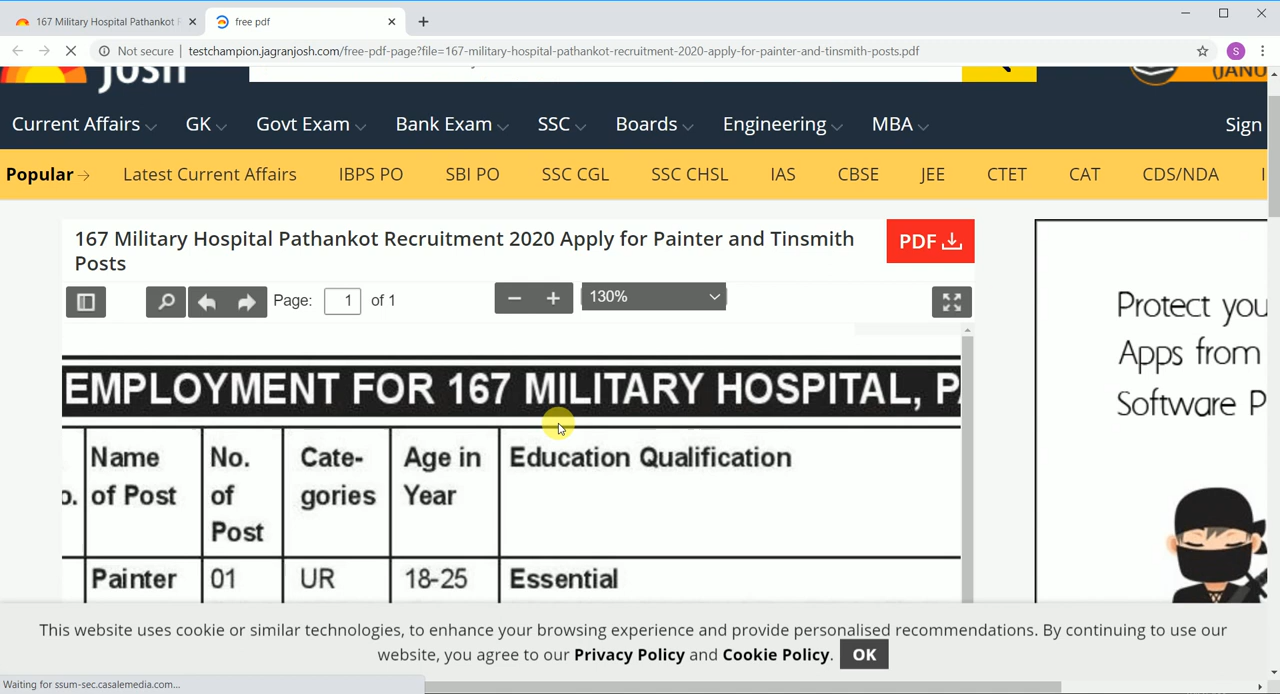 167 Military Hospital Pathankot
free pdf
Not secure | testchampion.jagranjosh.com/free-pdf-page?file=167-military-hospital-pathankot-recruitment-2020-apply-for-painter-and-tinsmith-posts.pdf
S
josh
(JANU
Current Affairs GK Govt Exam Bank Exam SSC Boards Engineering MBA Sign
Popular → Latest Current Affairs IBPS PO SBI PO SSC CGL SSC CHSL IAS CBSE JEE CTET CAT CDS/NDA I
167 Military Hospital Pathankot Recruitment 2020 Apply for Painter and Tinsmith
Posts
PDF
Page: 1 of 1
130%
Protect you
Apps from
Software P
EMPLOYMENT FOR 167 MILITARY HOSPITAL, PA
Name No. Cate- Age in Education Qualification
o. of Post of gories Year
Post
Painter 01 UR 18-25 Essential
This website uses cookie or similar technologies, to enhance your browsing experience and provide personalised recommendations. By continuing to use our
website, you agree to our Privacy Policy and Cookie Policy. OK
Waiting for ssum-sec.casalemedia.com...